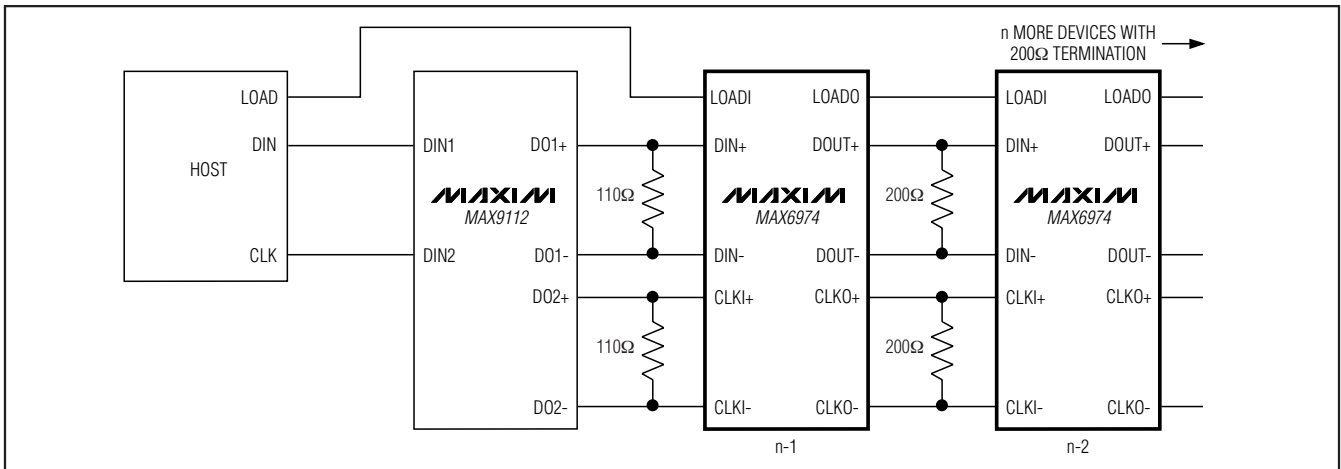 n MORE DEVICES WITH
200Ω TERMINATION
HOST
LOAD
DIN
CLK
DIN1
DIN2
DO1+
DO1-
DO2+
DO2-
MAXIM
MAX9112
110Ω
110Ω
LOADI
LOADO
DIN+
DOUT+
MAXIM
MAX6974
DIN-
DOUT-
CLKI+
CLKO+
CLKI-
CLKO-
n-1
200Ω
200Ω
LOADI
LOADO
DIN+
DOUT+
MAXIM
MAX6974
DIN-
DOUT-
CLKI+
CLKO+
CLKI-
CLKO-
n-2